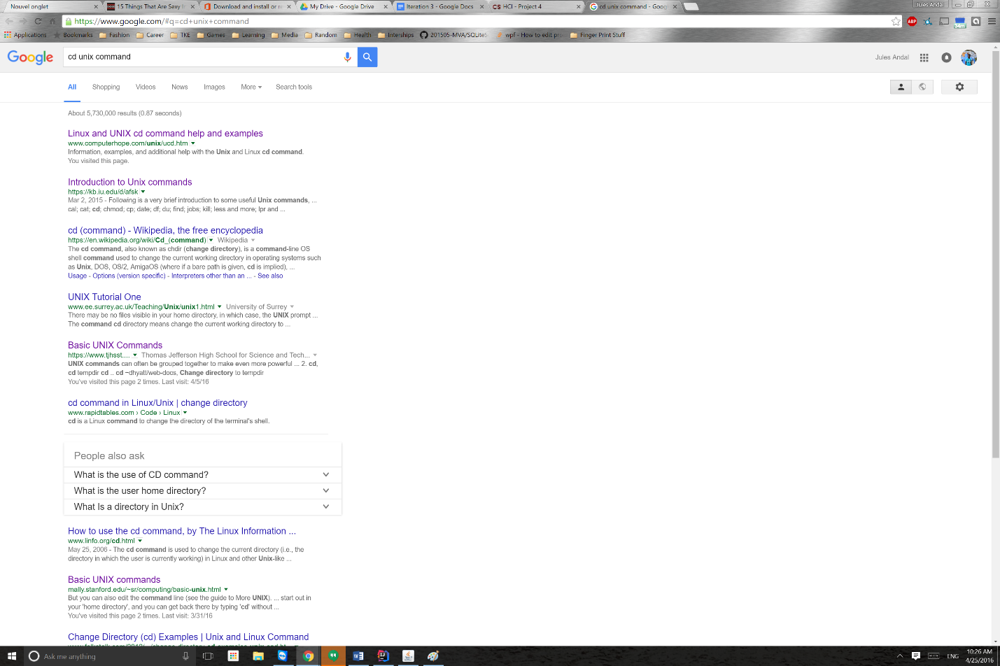 Nouvel onglet
15 Things That Are Sexy
Download and install or re
My Drive - Google Drive
Iteration 3 - Google Docs
CS HCI - Project 4
cd unix command - Goog
Jules Andal
https://www.google.com/#q=cd+unix+command
ABP
Applications Bookmarks Fashion Career TKE Games Learning Media Random Health Interships 201505-MVA/SQLiteS wpf - How to edit pr Finger Print Stuff
Google
cd unix command
Jules Andal
All Shopping Videos News Images More Search tools
About 5,730,000 results (0.87 seconds)
Linux and UNIX cd command help and examples
www.computerhope.com/unix/ucd.htm
Information, examples, and additional help with the Unix and Linux cd command.
You visited this page.
Introduction to Unix commands
https://kb.iu.edu/d/afsk
Mar 2, 2015 - Following is a very brief introduction to some useful Unix commands, ...
cal; cat; cd; chmod; cp; date; df; du; find; jobs; kill; less and more; lpr and ...
cd (command) - Wikipedia, the free encyclopedia
https://en.wikipedia.org/wiki/Cd_(command) Wikipedia
The cd command, also known as chdir (change directory), is a command-line OS
shell command used to change the current working directory in operating systems such
as Unix, DOS, OS/2, AmigaOS (where if a bare path is given, cd is implied), ...
Usage - Options (version specific) - Interpreters other than an ... - See also
UNIX Tutorial One
www.ee.surrey.ac.uk/Teaching/Unix/unix1.html University of Surrey
There may be no files visible in your home directory, in which case, the UNIX prompt ...
The command cd directory means change the current working directory to ...
Basic UNIX Commands
https://www.tjhsst.... Thomas Jefferson High School for Science and Tech...
UNIX commands can often be grouped together to make even more powerful ... 2. cd,
cd tempdir cd .. cd ~dhyatt/web-docs, Change directory to tempdir
You've visited this page 2 times. Last visit: 4/5/16
cd command in Linux/Unix | change directory
www.rapidtables.com › Code › Linux
cd is a Linux command to change the directory of the terminal's shell.
People also ask
What is the use of CD command?
What is the user home directory?
What Is a directory in Unix?
How to use the cd command, by The Linux Information ...
www.linfo.org/cd.html
May 25, 2006 - The cd command is used to change the current directory (i.e., the
directory in which the user is currently working) in Linux and other Unix-like ...
Basic UNIX commands
mally.stanford.edu/~sr/computing/basic-unix.html
But you can also edit the command line (see the guide to More UNIX). ... start out in
your 'home directory', and you can get back there by typing 'cd' without ...
You've visited this page 2 times. Last visit: 3/31/16
Change Directory (cd) Examples | Unix and Linux Command
Ask me anything
ENG
10:26 AM
4/25/2016